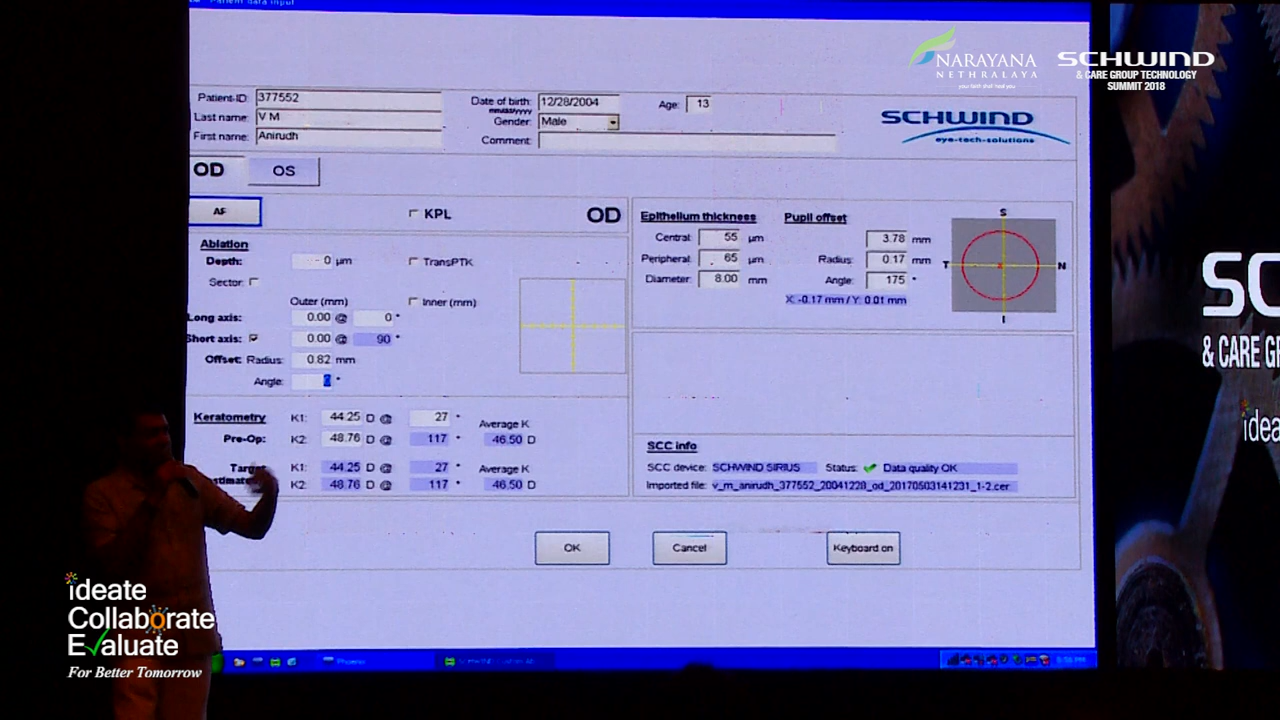 Patient data input
NARAYANA
NETHRALAYA
SCHWIND
& CARE GROUP TECHNOLOGY
SUMMIT 2018
Patient-ID: 377552
Last name: V M
First name: Anirudh
Date of birth: 12/28/2004 Age: 13
mm/dd/yyyy
Gender: Male
Comment:
SCHWIND
eye-tech-solutions
OD OS
AF KPL OD
Ablation
Depth: 0 µm TransPTK
Sector:
Outer (mm) Inner (mm)
Long axis: 0.00 @ 0 °
Short axis: 0.00 @ 90 °
Offset: Radius: 0.82 mm
Angle: °
Keratometry K1: 44.25 D @ 27 ° Average K
Pre-Op: K2: 48.76 D @ 117 ° 46.50 D
Target K1: 44.25 D @ 27 ° Average K
K2: 48.76 D @ 117 ° 46.50 D
Epithelium thickness
Central: 55 µm
Peripheral: 65 µm
Diameter: 8.00 mm
Pupil offset
3.78 mm
Radius: 0.17 mm
Angle: 175 °
X: -0.17 mm / Y: 0.01 mm
S
T N
I
SCC info
SCC device: SCHWIND SIRIUS Status: Data quality OK
Imported file: v_m_anirudh_377552_20041228_od_20170503141231_1-2.cer
OK Cancel Keyboard on
SC
& CARE G
idea
ideate
Collaborate
Evaluate
For Better Tomorrow